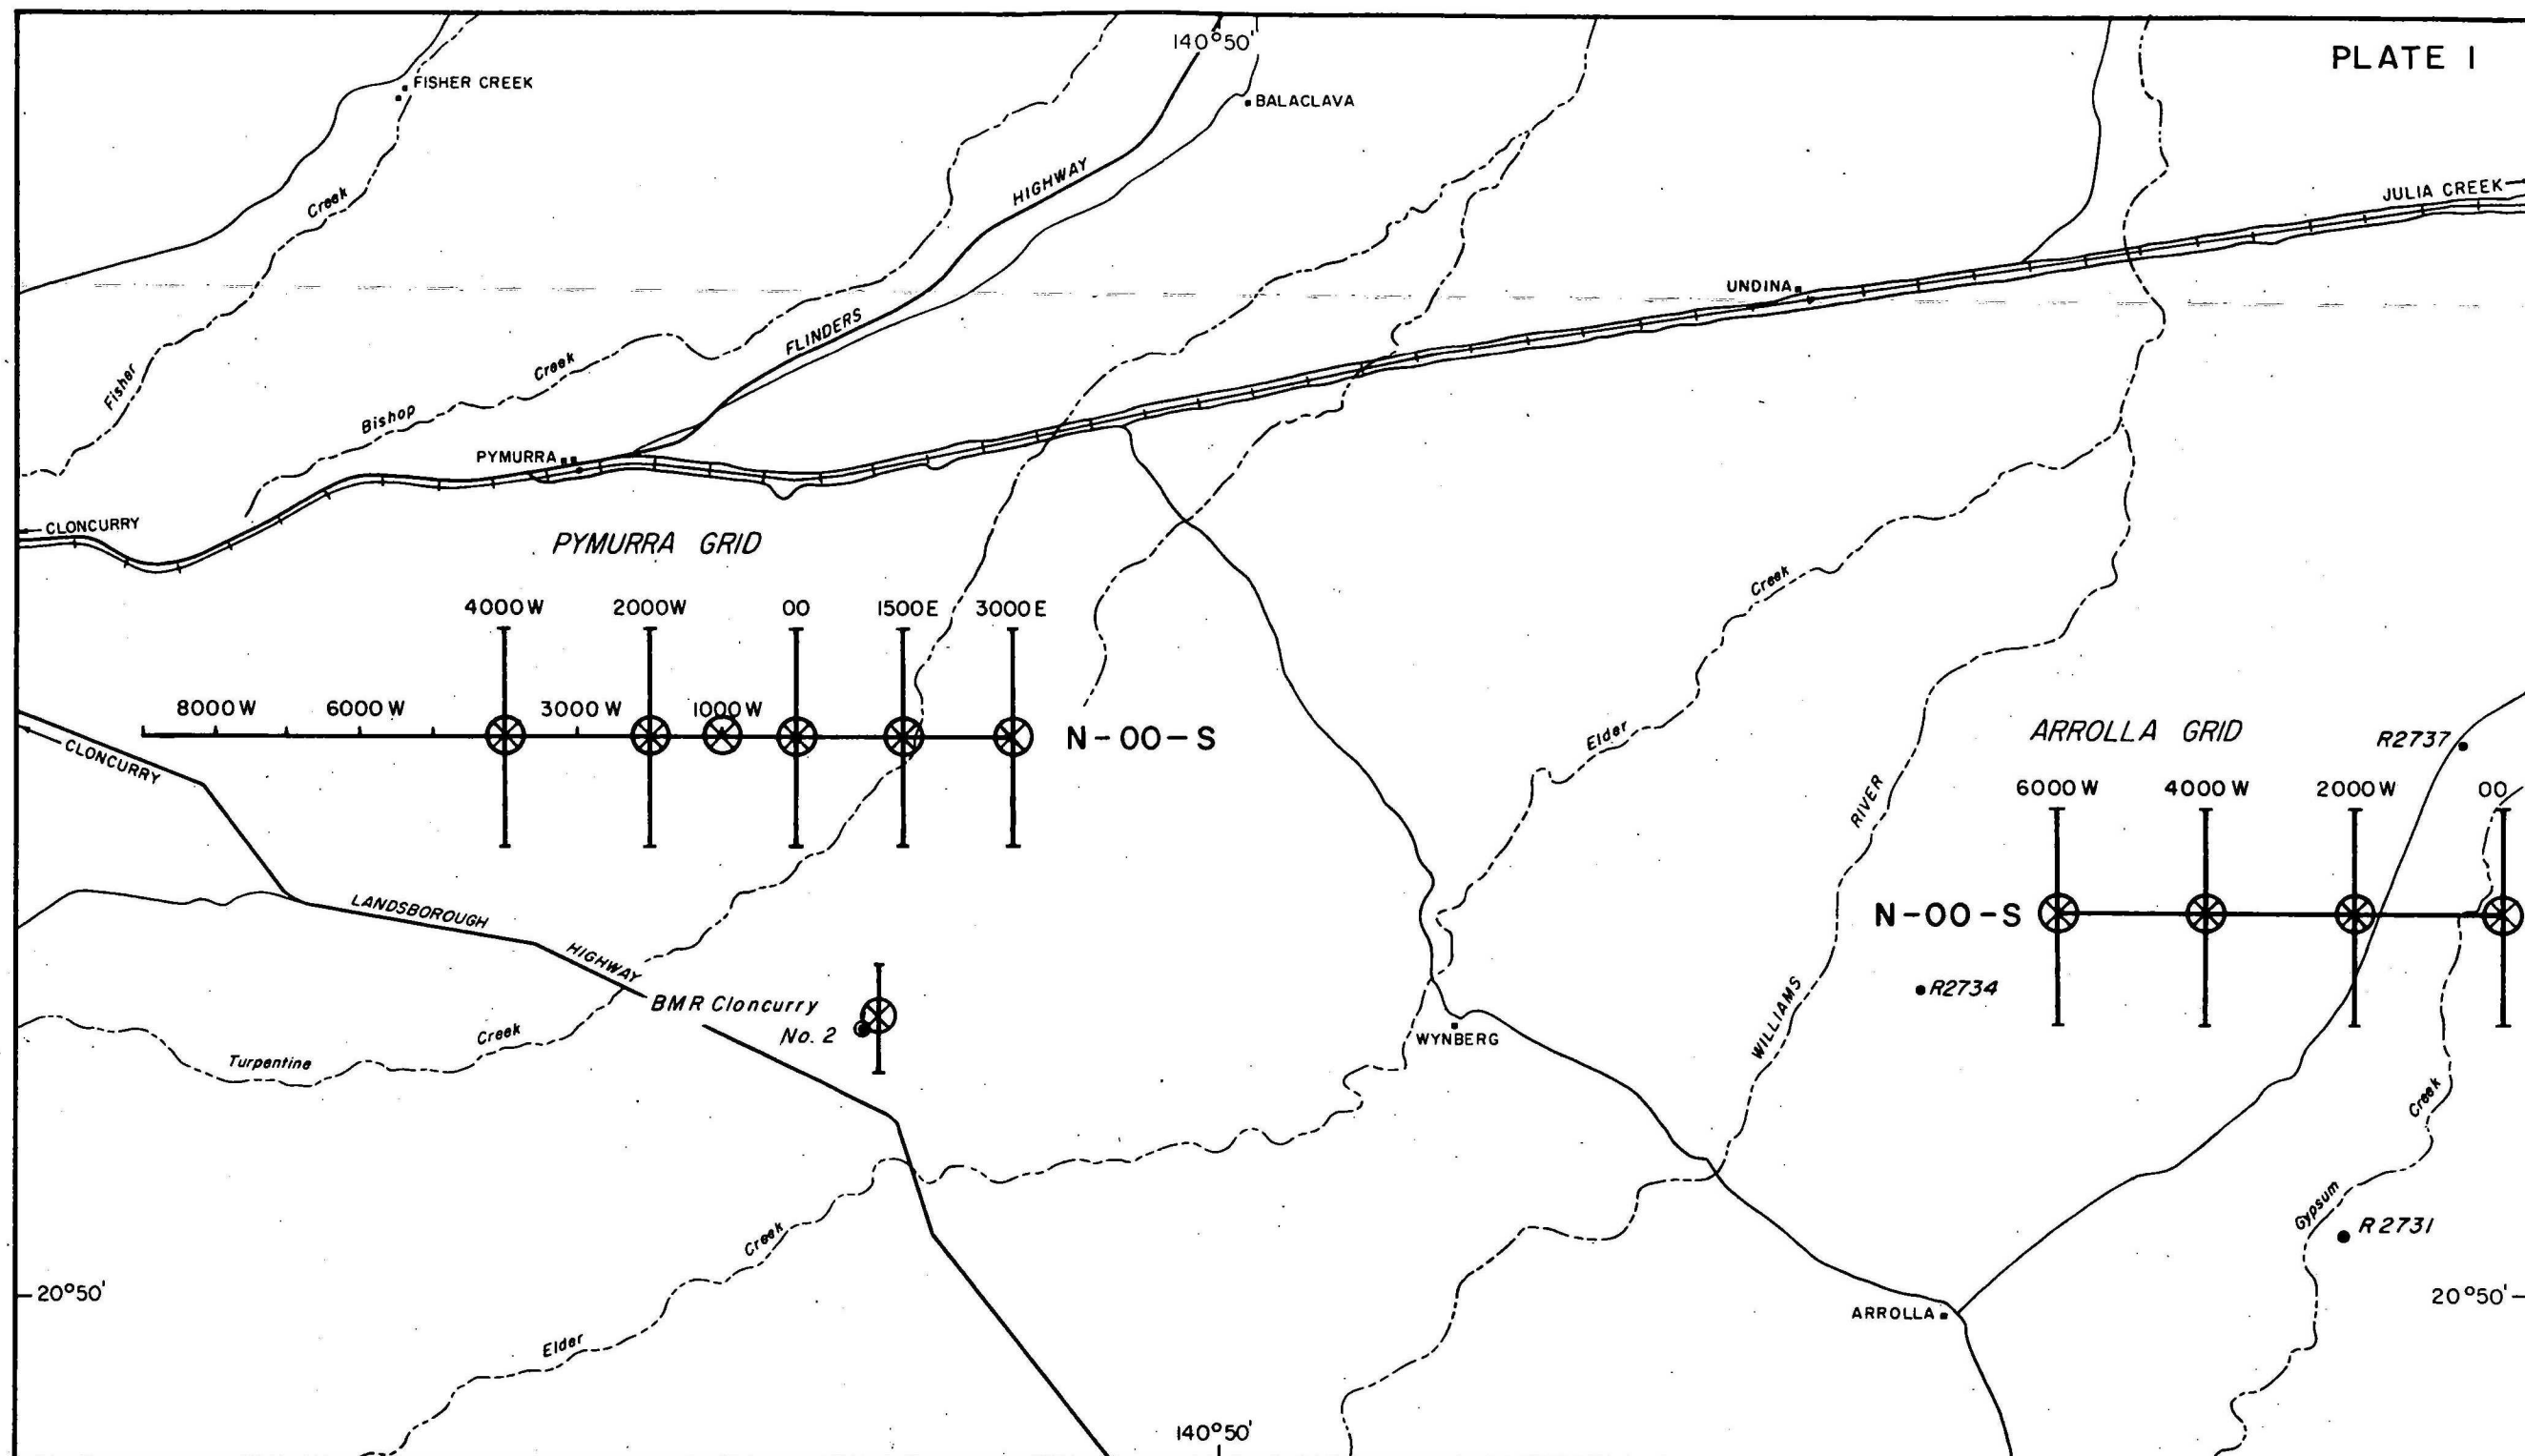 140°50'
PLATE 1
FISHER CREEK
BALACLAVA
Creek
HIGHWAY
JULIA CREEK
UNDINA
FLINDERS
Creek
Fisher
Bishop
PYMURRA
CLONCURRY
PYMURRA GRID
Creek
4000W 2000W 00 1500E 3000E
8000W 6000W 3000W 1000W
N-00-S
Elder
ARROLLA GRID
R2737
CLONCURRY
RIVER
6000W 4000W 2000W 00
LANDSBOROUGH
N-00-S
HIGHWAY
R2734
BMR Cloncurry
No. 2
WILLIAMS
Creek
WYNBERG
Turpentine
Creek
Gypsum
R2731
Creek
20°50'
20°50'
ARROLLA
Elder
140°50'